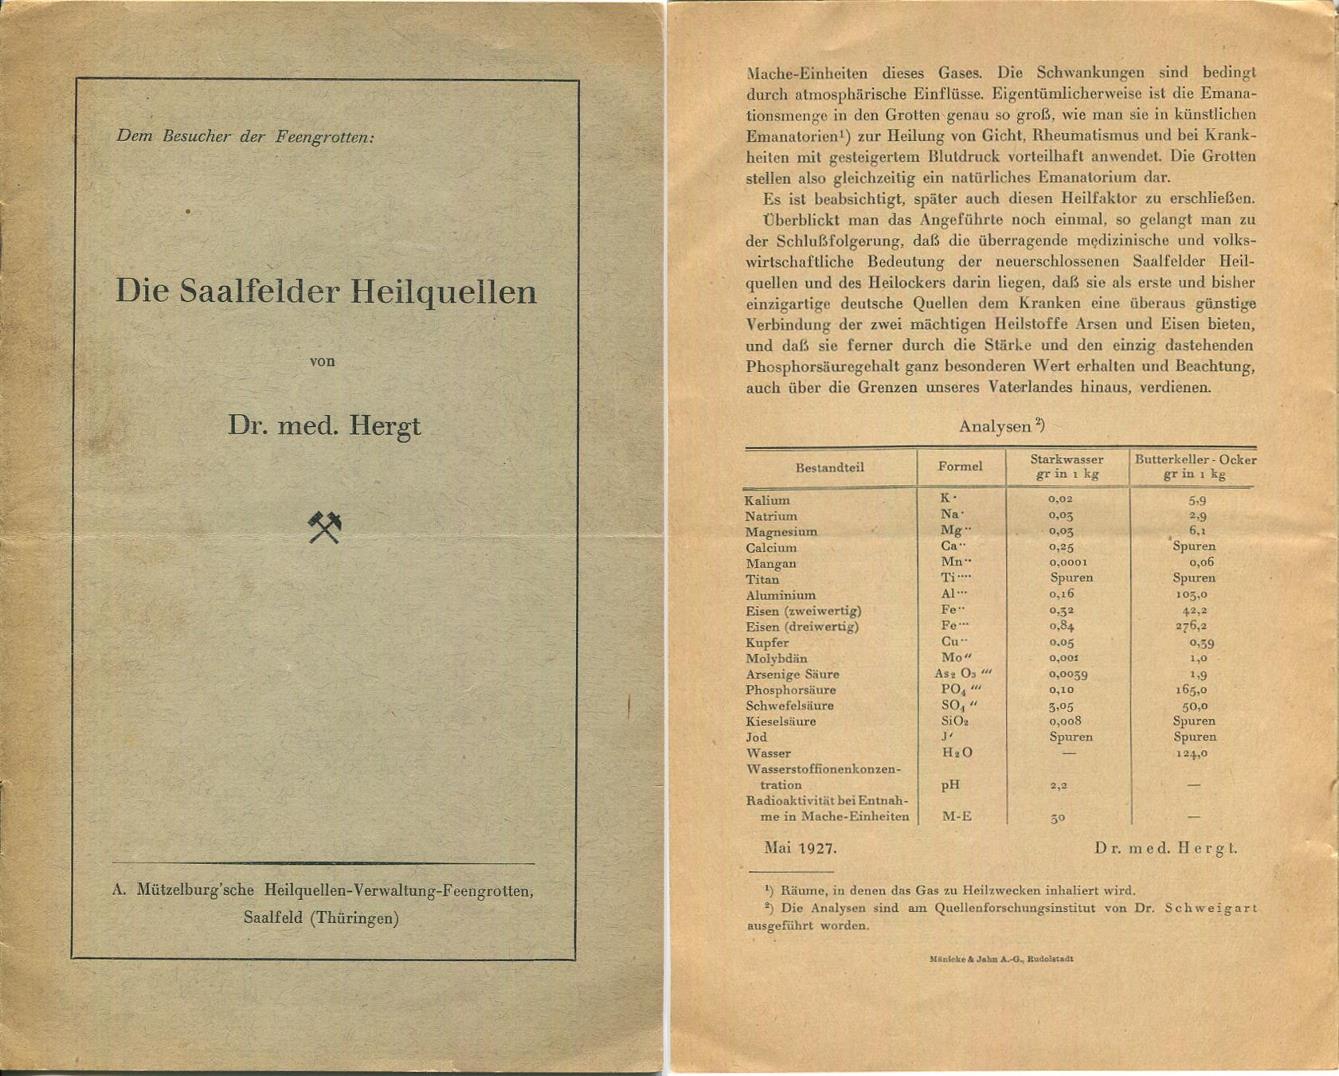 Dem Besucher der Feengrotten:
Die Saalfelder Heilquellen
von
Dr. med. Hergt
A. Mützelburg'sche Heilquellen-Verwaltung-Feengrotten,
Saalfeld (Thüringen)
Mache-Einheiten dieses Gases. Die Schwankungen sind bedingt
durch atmosphärische Einflüsse. Eigentümlicherweise ist die Emana-
tionsmenge in den Grotten genau so groß, wie man sie in künstlichen
Emanatorien¹) zur Heilung von Gicht, Rheumatismus und bei Krank-
heiten mit gesteigertem Blutdruck vorteilhaft anwendet. Die Grotten
stellen also gleichzeitig ein natürliches Emanatorium dar.
Es ist beabsichtigt, später auch diesen Heilfaktor zu erschließen.
Überblickt man das Angeführte noch einmal, so gelangt man zu
der Schlußfolgerung, daß die überragende medizinische und volks-
wirtschaftliche Bedeutung der neuerschlossenen Saalfelder Heil-
quellen und des Heilockers darin liegen, daß sie als erste und bisher
einzigartige deutsche Quellen dem Kranken eine überaus günstige
Verbindung der zwei mächtigen Heilstoffe Arsen und Eisen bieten,
und daß sie ferner durch die Stärke und den einzig dastehenden
Phosphorsäuregehalt ganz besonderen Wert erhalten und Beachtung,
auch über die Grenzen unseres Vaterlandes hinaus, verdienen.
Analysen ²)
Bestandteil Formel Starkwasser gr in 1 kg Butterkeller-Ocker gr in 1 kg
Kalium K· 0,02 5,9
Natrium Na· 0,03 2,9
Magnesium Mg·· 0,03 6,1
Calcium Ca·· 0,25 Spuren
Mangan Mn·· 0,0001 0,06
Titan Ti···· Spuren Spuren
Aluminium Al··· 0,16 103,0
Eisen (zweiwertig) Fe·· 0,32 42,2
Eisen (dreiwertig) Fe··· 0,84 276,2
Kupfer Cu·· 0,05 0,39
Molybdän Mo″ 0,001 1,0
Arsenige Säure As₂ O₃ ‴ 0,0039 1,9
Phosphorsäure PO₄ ‴ 0,10 165,0
Schwefelsäure SO₄ ″ 3,05 50,0
Kieselsäure SiO₂ 0,008 Spuren
Jod J′ Spuren Spuren
Wasser H₂O — 124,0
Wasserstoffionenkonzen-
tration pH 2,2 —
Radioaktivität bei Entnah-
me in Mache-Einheiten M-E 30 —
Mai 1927. Dr. med. Hergt.
¹) Räume, in denen das Gas zu Heilzwecken inhaliert wird.
²) Die Analysen sind am Quellenforschungsinstitut von Dr. Schweigart
ausgeführt worden.
Mänicke & Jahn A.-G., Rudolstadt